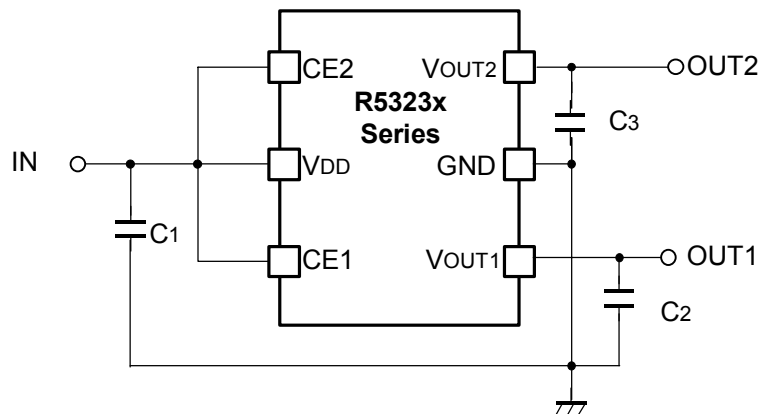 CE2
VOUT2
OUT2
R5323x
Series
C3
IN
VDD
GND
C1
CE1
VOUT1
OUT1
C2